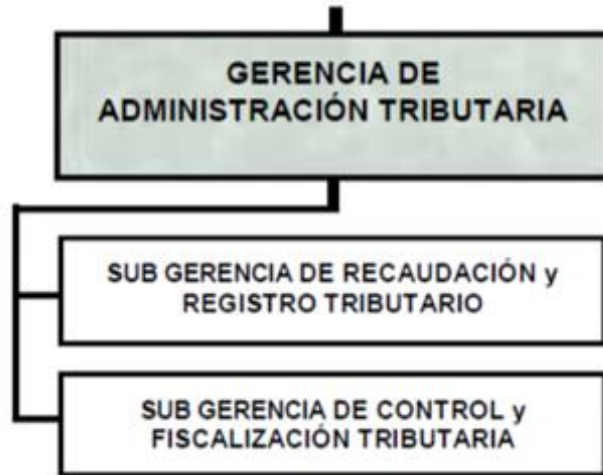 GERENCIA DE
ADMINISTRACIÓN TRIBUTARIA
SUB GERENCIA DE RECAUDACIÓN y
REGISTRO TRIBUTARIO
SUB GERENCIA DE CONTROL y
FISCALIZACIÓN TRIBUTARIA